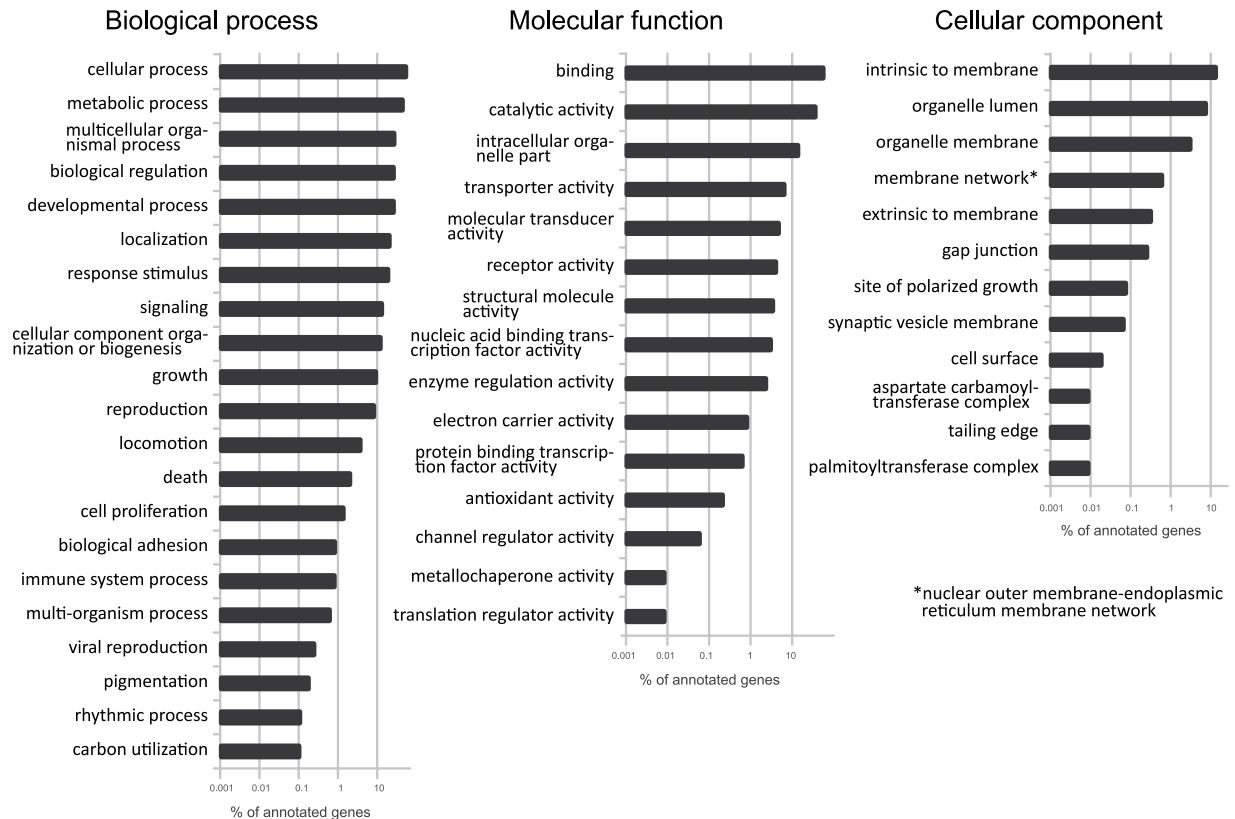 Biological process
cellular process
metabolic process
multicellular orga-
nismal process
biological regulation
developmental process
localization
response stimulus
signaling
cellular component orga-
nization or biogenesis
growth
reproduction
locomotion
death
cell proliferation
biological adhesion
immune system process
multi-organism process
viral reproduction
pigmentation
rhythmic process
carbon utilization
0.001 0.01 0.1 1 10
% of annotated genes
Molecular function
binding
catalytic activity
intracellular orga-
nelle part
transporter activity
molecular transducer
activity
receptor activity
structural molecule
activity
nucleic acid binding trans-
cription factor activity
enzyme regulation activity
electron carrier activity
protein binding transcrip-
tion factor activity
antioxidant activity
channel regulator activity
metallochaperone activity
translation regulator activity
0.001 0.01 0.1 1 10
% of annotated genes
Cellular component
intrinsic to membrane
organelle lumen
organelle membrane
membrane network*
extrinsic to membrane
gap junction
site of polarized growth
synaptic vesicle membrane
cell surface
aspartate carbamoyl-
transferase complex
tailing edge
palmitoyltransferase complex
0.001 0.01 0.1 1 10
% of annotated genes
*nuclear outer membrane-endoplasmic
reticulum membrane network